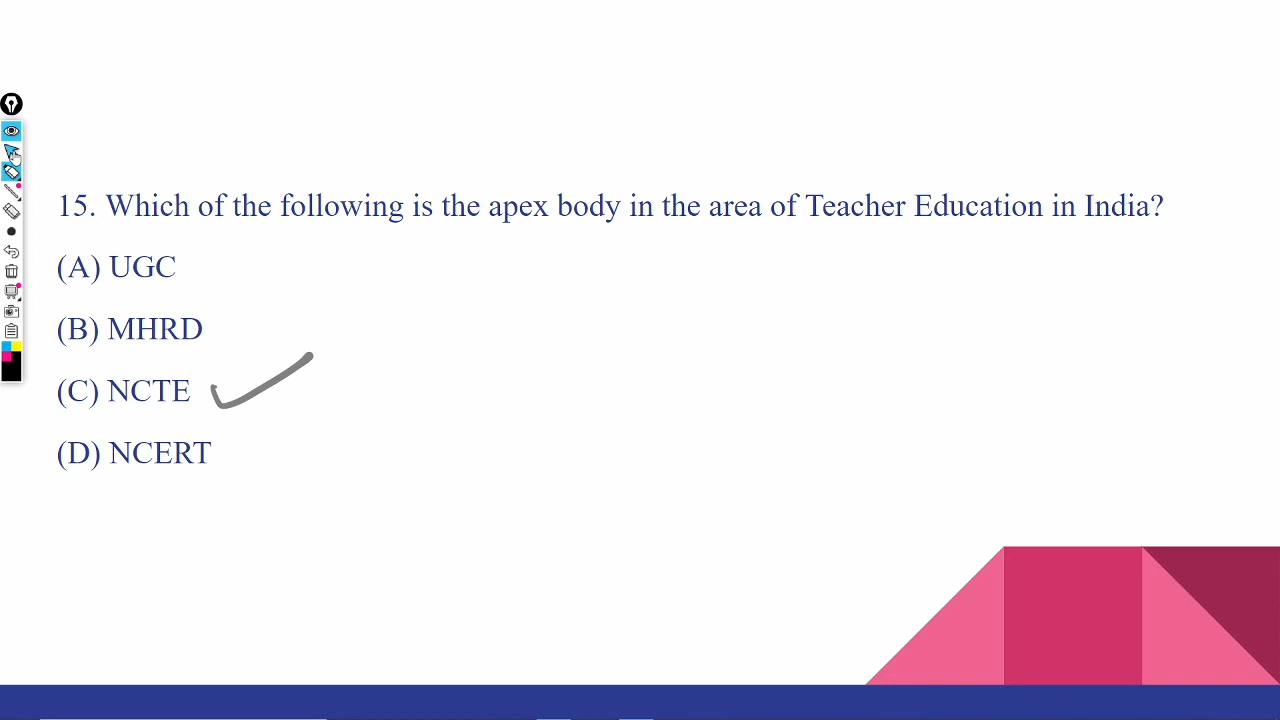 15. Which of the following is the apex body in the area of Teacher Education in India?
(A) UGC
(B) MHRD
(C) NCTE
(D) NCERT